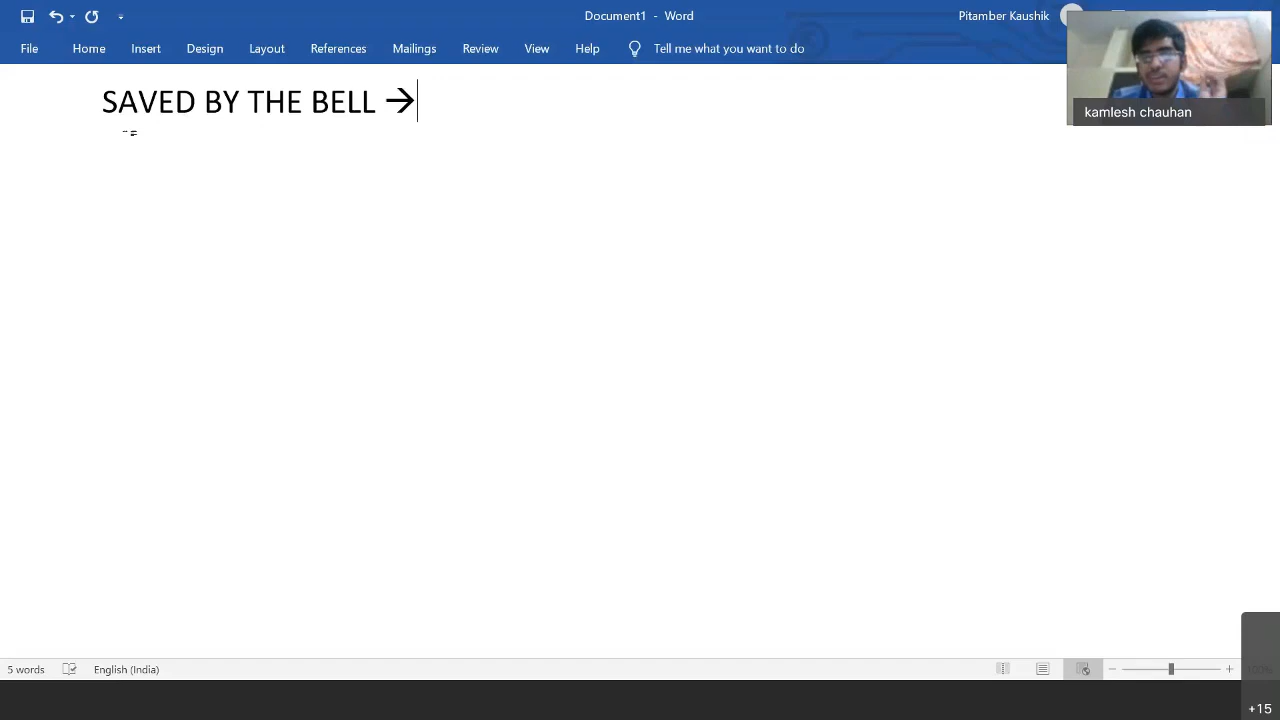 Document1 - Word
Pitamber Kaushik
File Home Insert Design Layout References Mailings Review View Help Tell me what you want to do
kamlesh chauhan
SAVED BY THE BELL →
5 words English (India)
+15